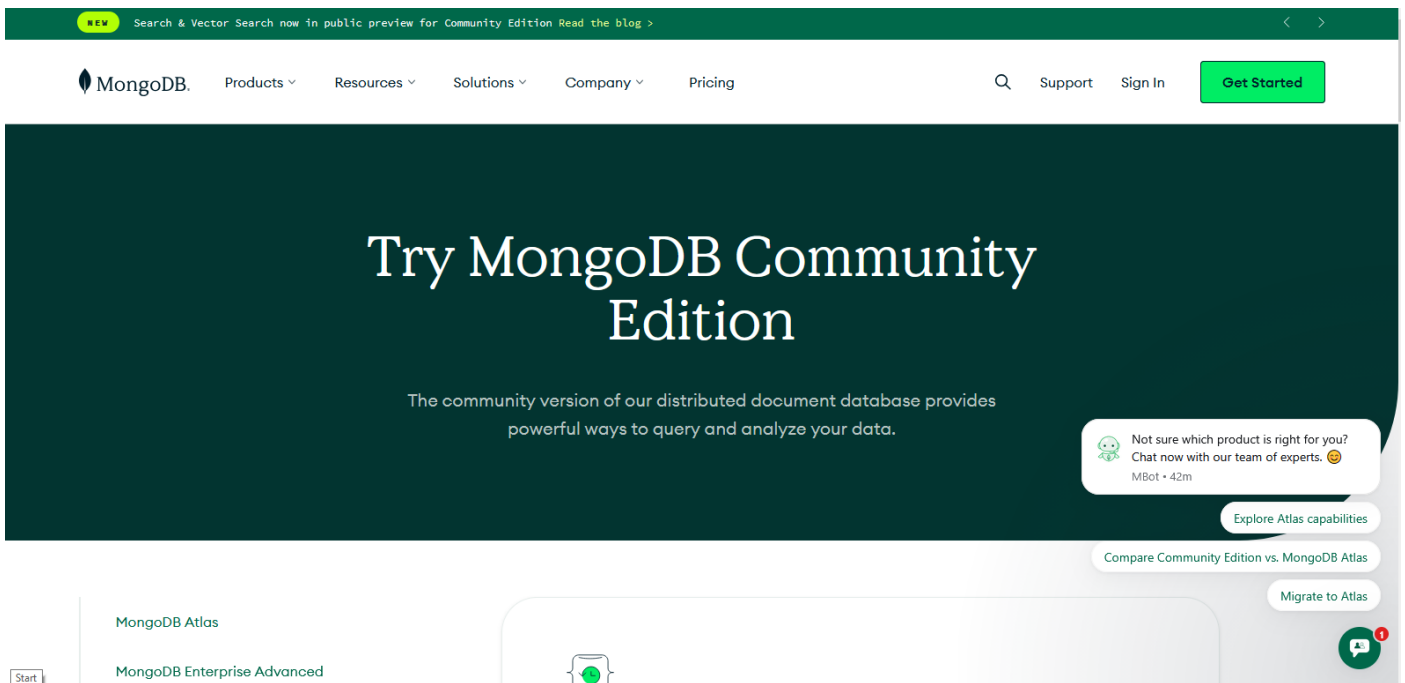 NEW Search & Vector Search now in public preview for Community Edition Read the blog >
MongoDB. Products Resources Solutions Company Pricing Support Sign In Get Started
Try MongoDB Community
Edition
The community version of our distributed document database provides
powerful ways to query and analyze your data.
Not sure which product is right for you?
Chat now with our team of experts. 😊
MBot • 42m
Explore Atlas capabilities
Compare Community Edition vs. MongoDB Atlas
Migrate to Atlas
1
MongoDB Atlas
MongoDB Enterprise Advanced
Start